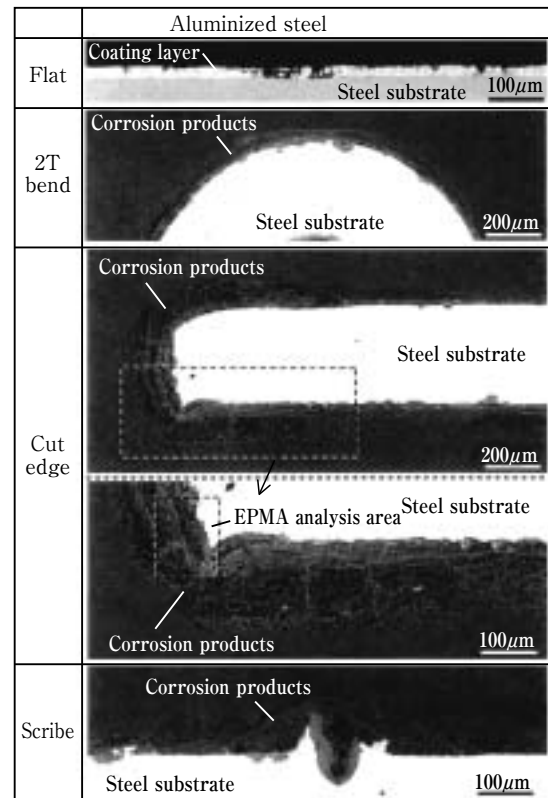 Aluminized steel
Flat
Coating layer
Steel substrate
100μm
2T
bend
Corrosion products
Steel substrate
200μm
Cut
edge
Corrosion products
Steel substrate
200μm
Steel substrate
EPMA analysis area
Corrosion products
100μm
Scribe
Corrosion products
Steel substrate
100μm